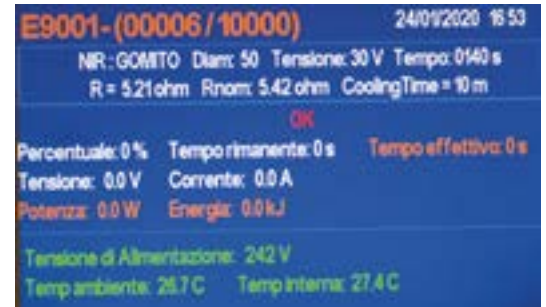 E9001-(00006/10000) 24/01/2020 16 53
NIR: GOMITO Diam: 50 Tensione: 30 V Tempo: 0140 s
R = 5.21 ohm Rnom: 5.42 ohm CoolingTime = 10 m
OK
Percentuale: 0 % Tempo rimanente: 0 s Tempo effettivo: 0 s
Tensione: 0.0 V Corrente: 0.0 A
Potenza: 0.0 W Energia: 0.0 kJ
Tensione di Alimentazione: 242 V
Temp ambiente: 26.7 C Temp interna: 27,4 C